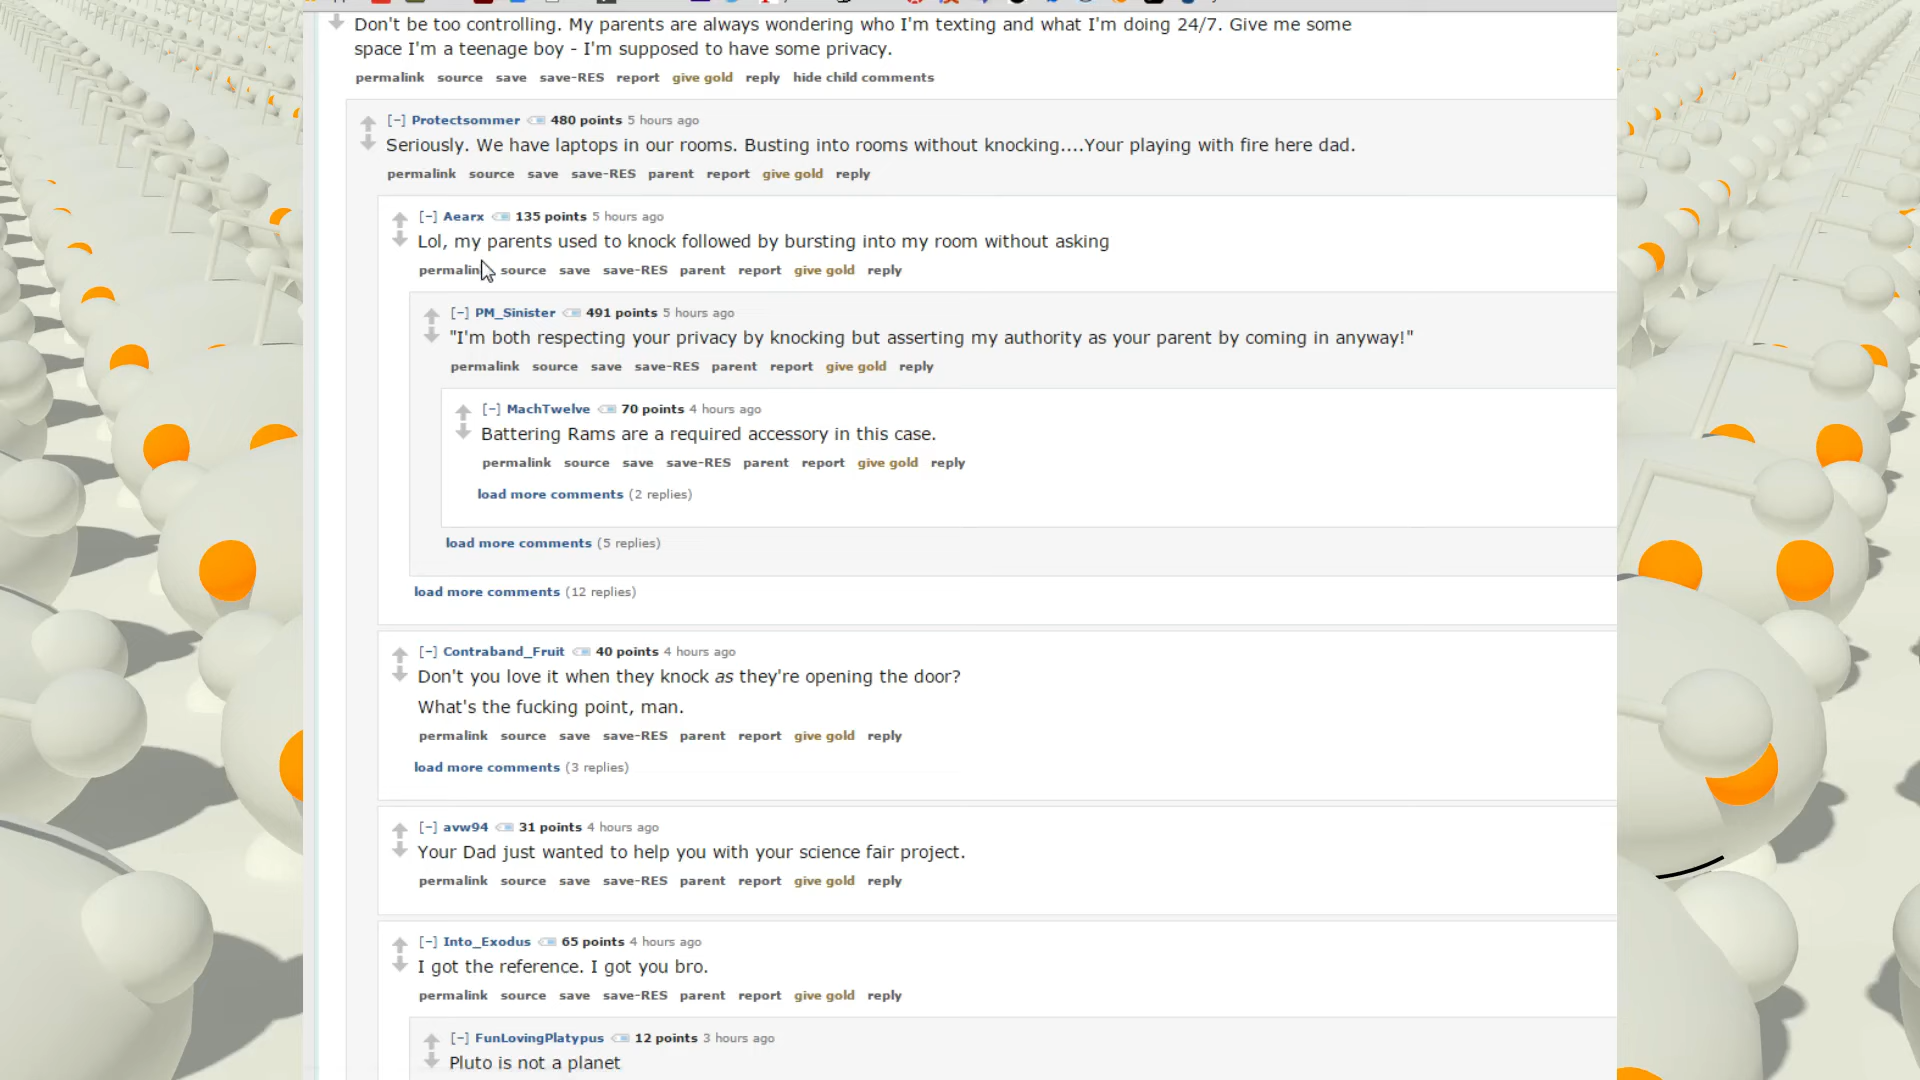 Don't be too controlling. My parents are always wondering who I'm texting and what I'm doing 24/7. Give me some
space I'm a teenage boy - I'm supposed to have some privacy.
permalink source save save-RES report give gold reply hide child comments
[-] Protectsommer 480 points 5 hours ago
Seriously. We have laptops in our rooms. Busting into rooms without knocking....Your playing with fire here dad.
permalink source save save-RES parent report give gold reply
[-] Aearx 135 points 5 hours ago
Lol, my parents used to knock followed by bursting into my room without asking
permalink source save save-RES parent report give gold reply
[-] PM_Sinister 491 points 5 hours ago
"I'm both respecting your privacy by knocking but asserting my authority as your parent by coming in anyway!"
permalink source save save-RES parent report give gold reply
[-] MachTwelve 70 points 4 hours ago
Battering Rams are a required accessory in this case.
permalink source save save-RES parent report give gold reply
load more comments (2 replies)
load more comments (5 replies)
load more comments (12 replies)
[-] Contraband_Fruit 40 points 4 hours ago
Don't you love it when they knock as they're opening the door?
What's the fucking point, man.
permalink source save save-RES parent report give gold reply
load more comments (3 replies)
[-] avw94 31 points 4 hours ago
Your Dad just wanted to help you with your science fair project.
permalink source save save-RES parent report give gold reply
[-] Into_Exodus 65 points 4 hours ago
I got the reference. I got you bro.
permalink source save save-RES parent report give gold reply
[-] FunLovingPlatypus 12 points 3 hours ago
Pluto is not a planet